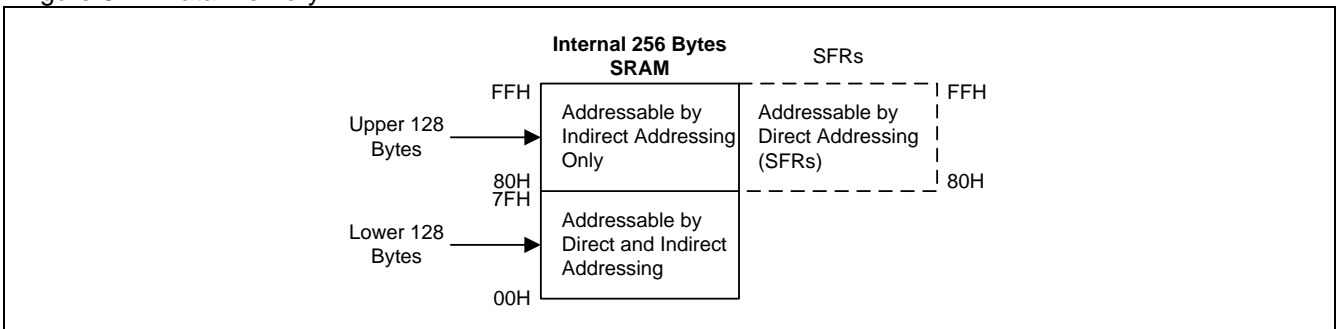 Internal 256 Bytes
SRAM
SFRs
FFH
FFH
Upper 128
Bytes
Addressable by
Indirect Addressing
Only
Addressable by
Direct Addressing
(SFRs)
80H
80H
7FH
Lower 128
Bytes
Addressable by
Direct and Indirect
Addressing
00H